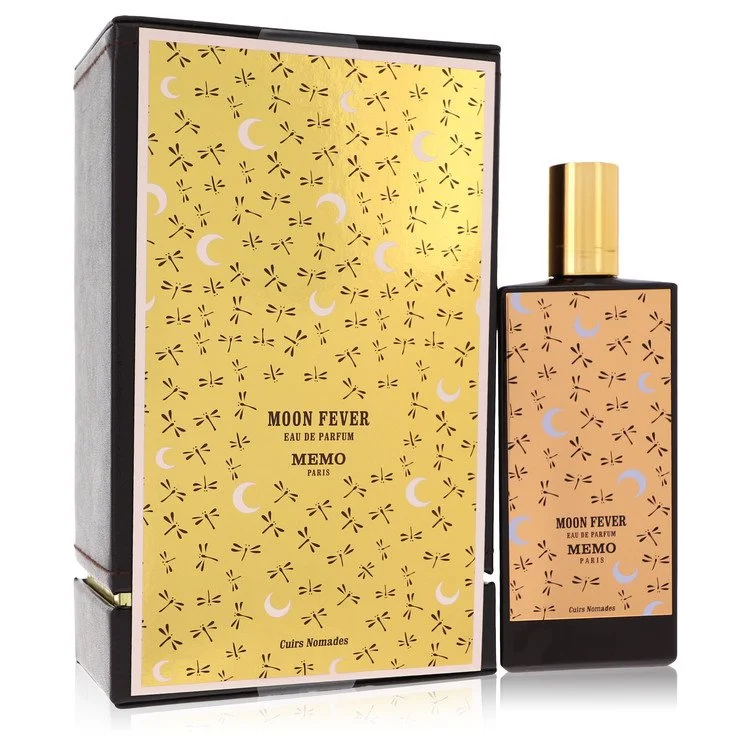 MOON FEVER
EAU DE PARFUM
MEMO
PARIS
Cuirs Nomades
MOON FEVER
EAU DE PARFUM
MEMO
PARIS
Cuirs Nomades